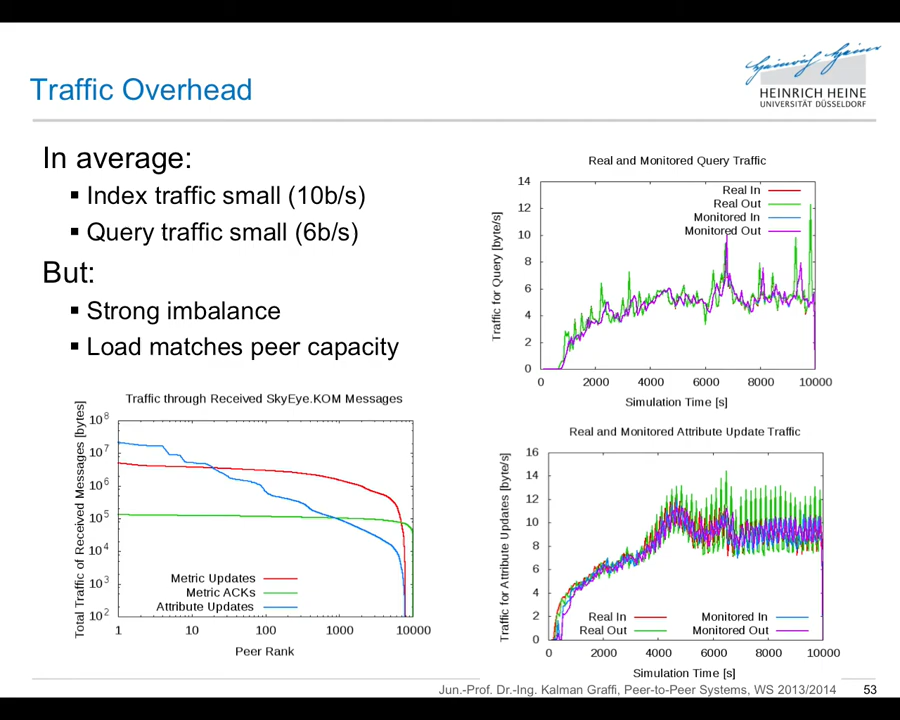 Heinrich Heine
HEINRICH HEINE
UNIVERSITÄT DÜSSELDORF
Traffic Overhead
In average:
▪ Index traffic small (10b/s)
▪ Query traffic small (6b/s)
But:
▪ Strong imbalance
▪ Load matches peer capacity
Real and Monitored Query Traffic
Traffic for Query [byte/s]
14
12
10
8
6
4
2
0
Real In
Real Out
Monitored In
Monitored Out
0 2000 4000 6000 8000 10000
Simulation Time [s]
Traffic through Received SkyEye.KOM Messages
Total Traffic of Received Messages [bytes]
10^8
10^7
10^6
10^5
10^4
10^3
10^2
Metric Updates
Metric ACKs
Attribute Updates
1 10 100 1000 10000
Peer Rank
Real and Monitored Attribute Update Traffic
Traffic for Attribute Updates [byte/s]
16
14
12
10
8
6
4
2
0
Real In Monitored In
Real Out Monitored Out
0 2000 4000 6000 8000 10000
Simulation Time [s]
Jun.-Prof. Dr.-Ing. Kalman Graffi, Peer-to-Peer Systems, WS 2013/2014 53